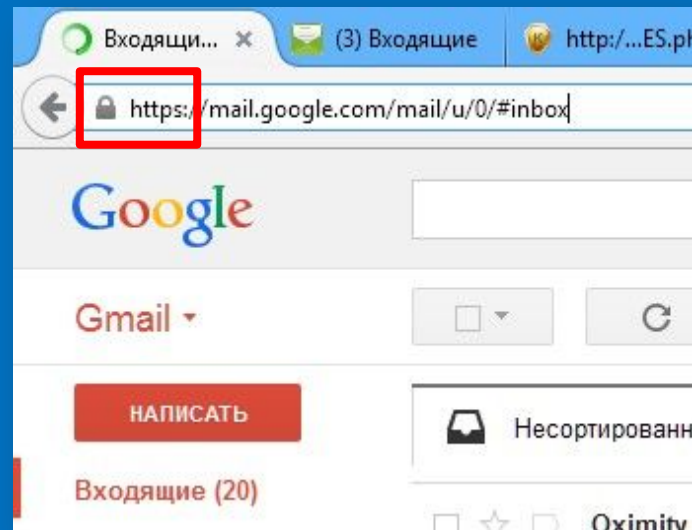 Входящи... × (3) Входящие http:/...ES.ph
https://mail.google.com/mail/u/0/#inbox
Google
Gmail
НАПИСАТЬ
Несортированн
Входящие (20)
Oximity